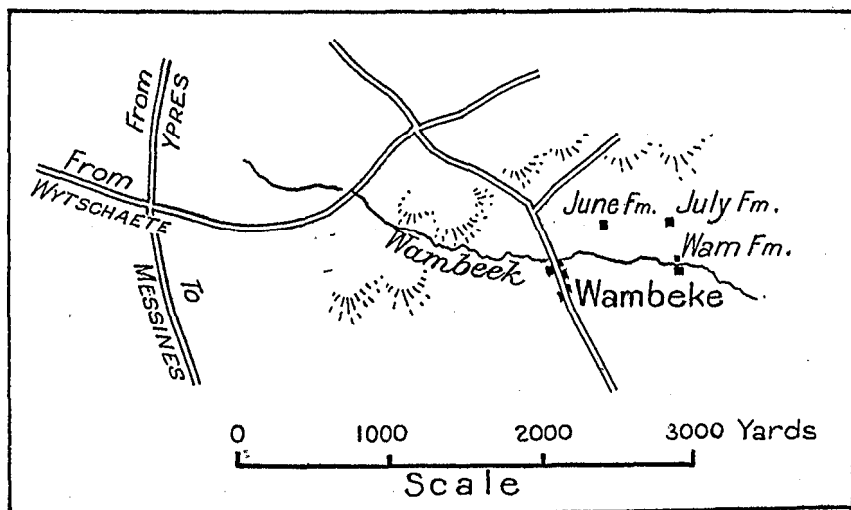 From
YPRES
From
WYTSCHAETE
To
MESSINES
June Fm.
July Fm.
Wam Fm.
Wambeek
Wambeke
0 1000 2000 3000 Yards
Scale